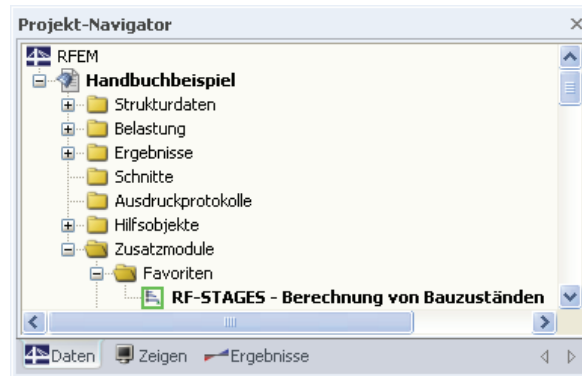 Projekt-Navigator
RFEM
Handbuchbeispiel
Strukturdaten
Belastung
Ergebnisse
Schnitte
Ausdruckprotokolle
Hilfsobjekte
Zusatzmodule
Favoriten
RF-STAGES - Berechnung von Bauzuständen
Daten Zeigen Ergebnisse